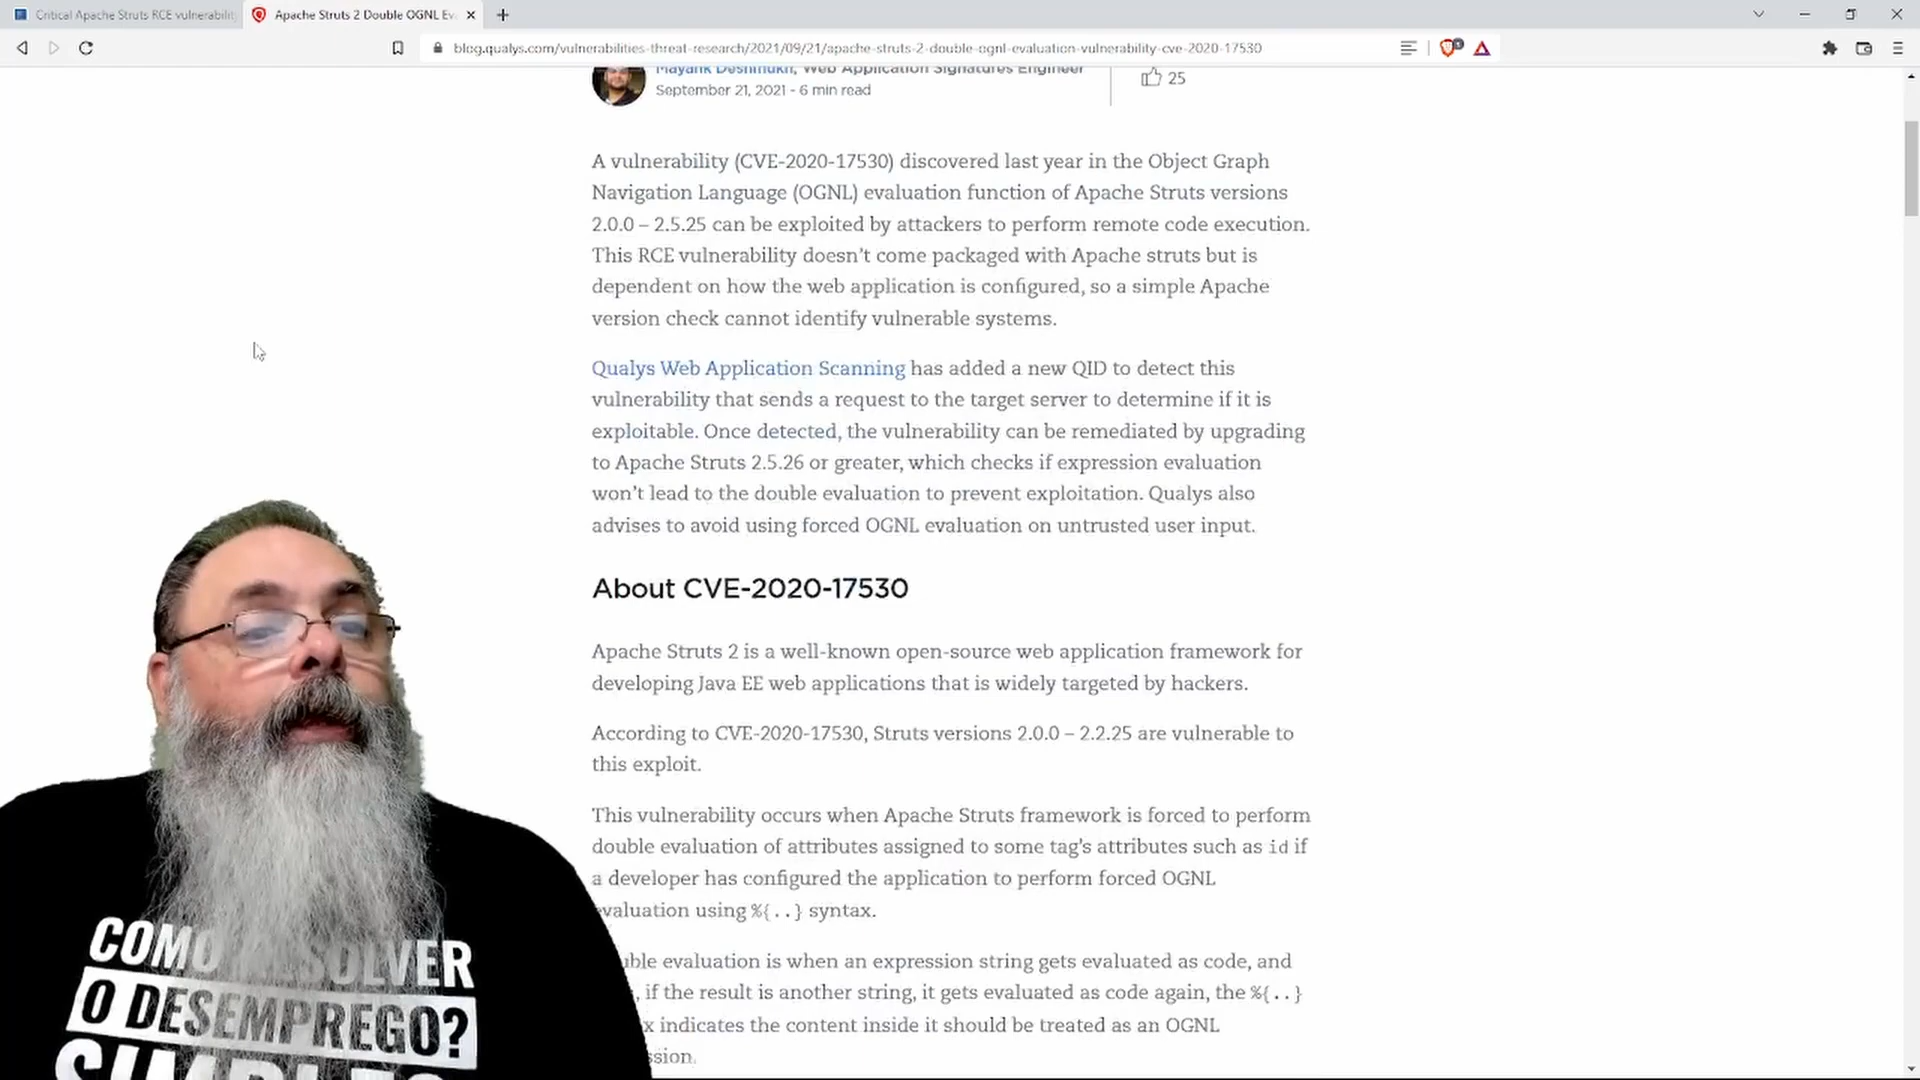 Critical Apache Struts RCE vulnerabilit
Apache Struts 2 Double OGNL Ev
blog.qualys.com/vulnerabilities-threat-research/2021/09/21/apache-struts-2-double-ognl-evaluation-vulnerability-cve-2020-17530
Mayank Deshmukh, Web Application Signatures Engineer
September 21, 2021 - 6 min read
25
A vulnerability (CVE-2020-17530) discovered last year in the Object Graph
Navigation Language (OGNL) evaluation function of Apache Struts versions
2.0.0 – 2.5.25 can be exploited by attackers to perform remote code execution.
This RCE vulnerability doesn’t come packaged with Apache struts but is
dependent on how the web application is configured, so a simple Apache
version check cannot identify vulnerable systems.
Qualys Web Application Scanning has added a new QID to detect this
vulnerability that sends a request to the target server to determine if it is
exploitable. Once detected, the vulnerability can be remediated by upgrading
to Apache Struts 2.5.26 or greater, which checks if expression evaluation
won’t lead to the double evaluation to prevent exploitation. Qualys also
advises to avoid using forced OGNL evaluation on untrusted user input.
About CVE-2020-17530
Apache Struts 2 is a well-known open-source web application framework for
developing Java EE web applications that is widely targeted by hackers.
According to CVE-2020-17530, Struts versions 2.0.0 – 2.2.25 are vulnerable to
this exploit.
This vulnerability occurs when Apache Struts framework is forced to perform
double evaluation of attributes assigned to some tag’s attributes such as id if
a developer has configured the application to perform forced OGNL
evaluation using %{..} syntax.
uble evaluation is when an expression string gets evaluated as code, and
, if the result is another string, it gets evaluated as code again, the %{..}
x indicates the content inside it should be treated as an OGNL
ssion.
COMO RESOLVER
O DESEMPREGO?